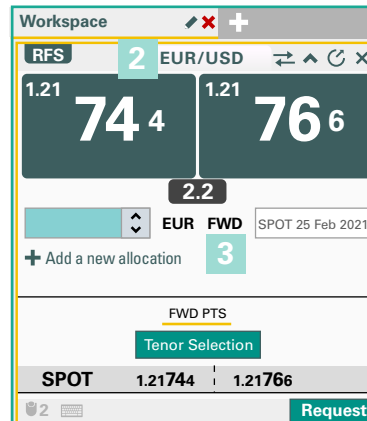 Workspace
RFS 2 EUR/USD
1.21 74 4 1.21 76 6
2.2
EUR FWD SPOT 25 Feb 2021
Add a new allocation 3
FWD PTS
Tenor Selection
SPOT 1.21744 1.21766
2 Request